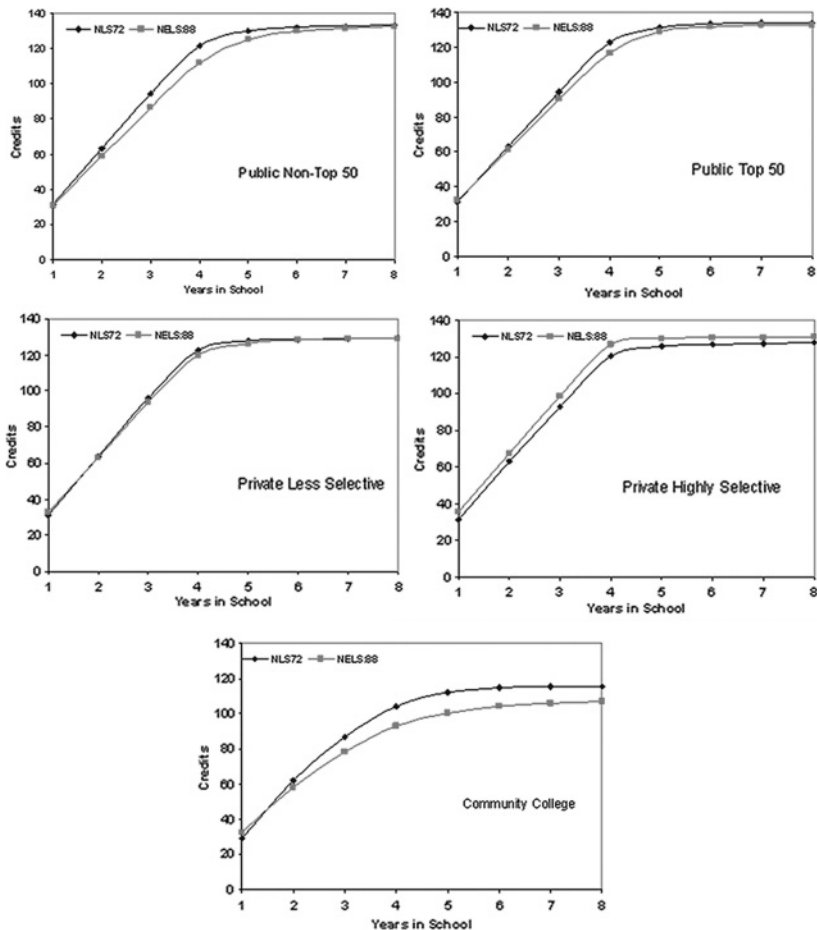 140
120
100
80
60
40
20
0
Credits
NLS72 NELS:88
Public Non-Top 50
1 2 3 4 5 6 7 8
Years in School
140
120
100
80
60
40
20
0
Credits
NLS72 NELS:88
Public Top 50
1 2 3 4 5 6 7 8
Years in School
140
120
100
80
60
40
20
0
Credits
NLS72 NELS:88
Private Less Selective
1 2 3 4 5 6 7 8
Years in School
140
120
100
80
60
40
20
0
Credits
NLS72 NELS:88
Private Highly Selective
1 2 3 4 5 6 7 8
Years in School
140
120
100
80
60
40
20
0
Credits
NLS72 NELS:88
Community College
1 2 3 4 5 6 7 8
Years in School